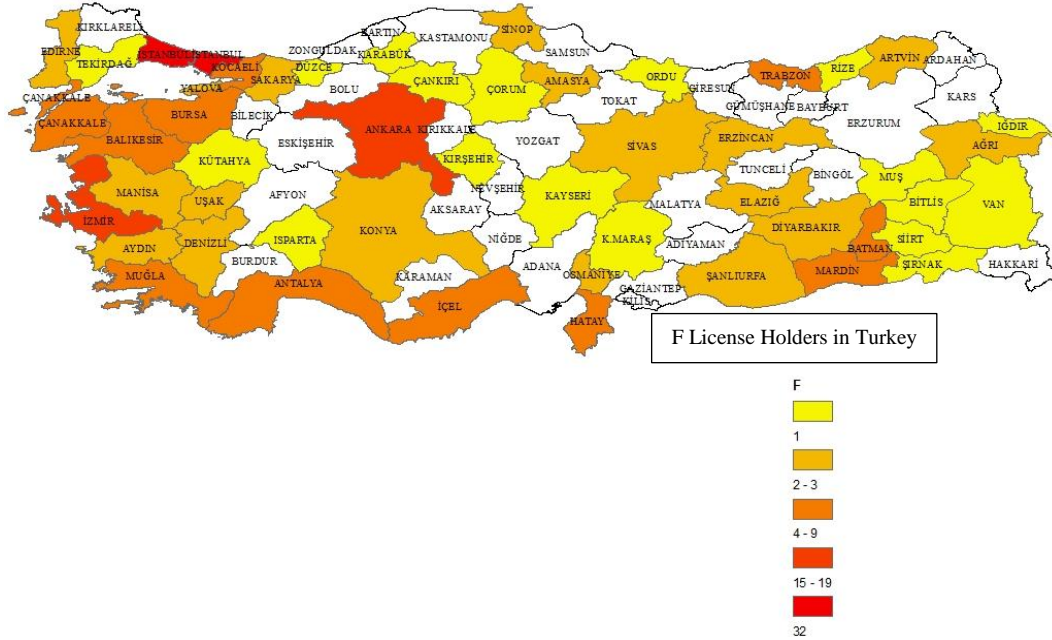 KIRKLARELİ
EDİRNE
TEKİRDAĞ
İSTANBUL
İSTANBUL
KOCAELİ
YALOVA
SAKARYA
DÜZCE
ZONGULDAK
BARTIN
KARABÜK
KASTAMONU
SİNOP
SAMSUN
ÇANKIRI
ÇORUM
AMASYA
ORDU
GİRESUN
TRABZON
RİZE
ARTVİN
ARDAHAN
KARS
ÇANAKKALE
ÇANAKKALE
BALIKESİR
BURSA
BİLECİK
BOLU
ESKİŞEHİR
ANKARA
KIRIKKALE
YOZGAT
TOKAT
GÜMÜŞHANE
BAYBURT
ERZURUM
IĞDIR
AĞRI
KÜTAHYA
KIRŞEHİR
SİVAS
ERZİNCAN
TUNCELİ
BİNGÖL
MUŞ
MANİSA
UŞAK
AFYON
NEVŞEHİR
KAYSERİ
MALATYA
ELAZIĞ
BİTLİS
VAN
İZMİR
AYDIN
DENİZLİ
ISPARTA
KONYA
AKSARAY
NİĞDE
K.MARAŞ
ADIYAMAN
DİYARBAKIR
BATMAN
SİİRT
ŞIRNAK
HAKKARİ
MUĞLA
BURDUR
ANTALYA
KARAMAN
İÇEL
ADANA
OSMANİYE
GAZİANTEP
KİLİS
ŞANLIURFA
MARDİN
HATAY
F License Holders in Turkey
F
1
2 - 3
4 - 9
15 - 19
32